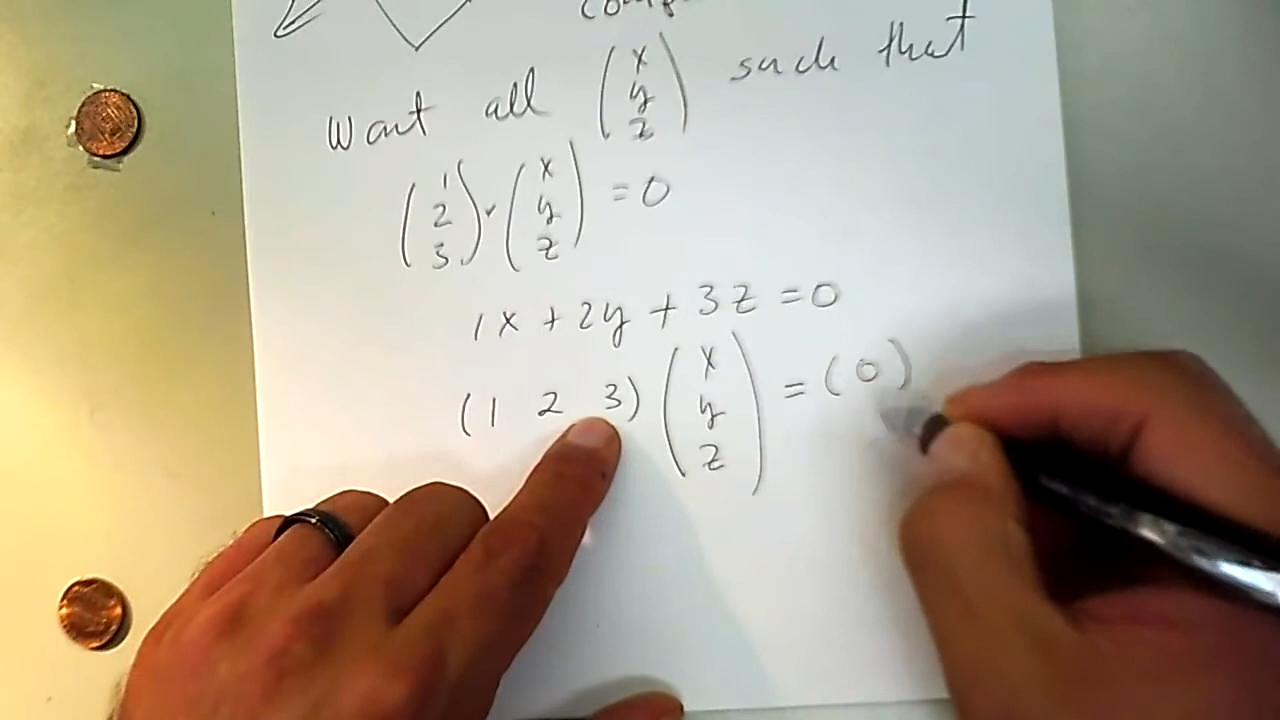 Want all (x y z) such that
(1 2 3) · (x y z) = 0
1x + 2y + 3z = 0
(1 2 3) (x y z) = (0)